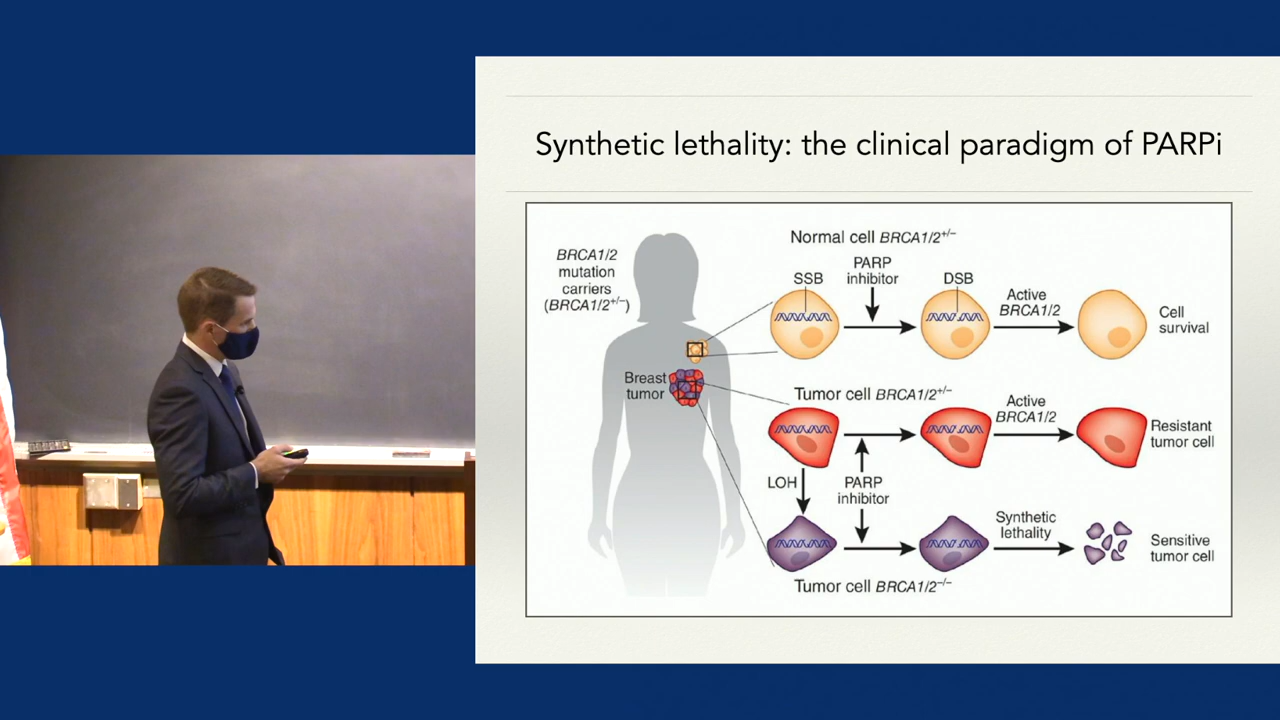 Synthetic lethality: the clinical paradigm of PARPi
BRCA1/2
mutation
carriers
(BRCA1/2+/–)
Breast
tumor
Normal cell BRCA1/2+/–
SSB
PARP
inhibitor
DSB
Active
BRCA1/2
Cell
survival
Tumor cell BRCA1/2+/–
Active
BRCA1/2
Resistant
tumor cell
LOH
PARP
inhibitor
Synthetic
lethality
Sensitive
tumor cell
Tumor cell BRCA1/2–/–